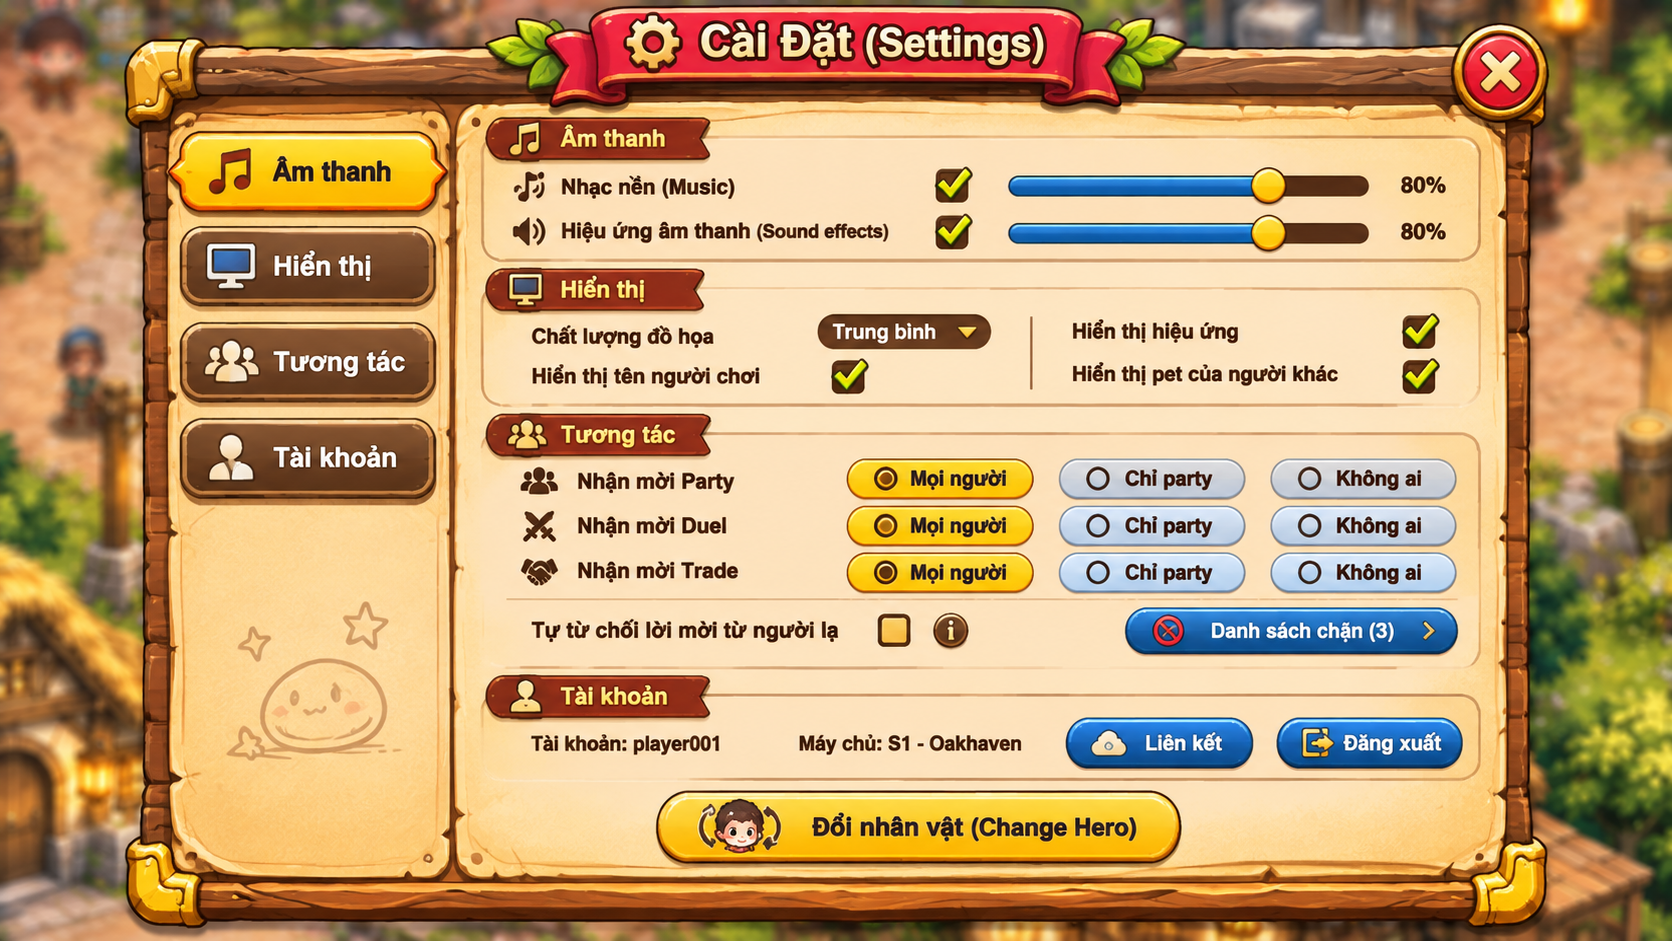 Cài Đặt (Settings)
Âm thanh
Hiển thị
Tương tác
Tài khoản
Âm thanh
Nhạc nền (Music) 80%
Hiệu ứng âm thanh (Sound effects) 80%
Hiển thị
Chất lượng đồ họa Trung bình Hiển thị hiệu ứng
Hiển thị tên người chơi Hiển thị pet của người khác
Tương tác
Nhận mời Party Mọi người Chỉ party Không ai
Nhận mời Duel Mọi người Chỉ party Không ai
Nhận mời Trade Mọi người Chỉ party Không ai
Tự từ chối lời mời từ người lạ i Danh sách chặn (3)
Tài khoản
Tài khoản: player001 Máy chủ: S1 - Oakhaven Liên kết Đăng xuất
Đổi nhân vật (Change Hero)